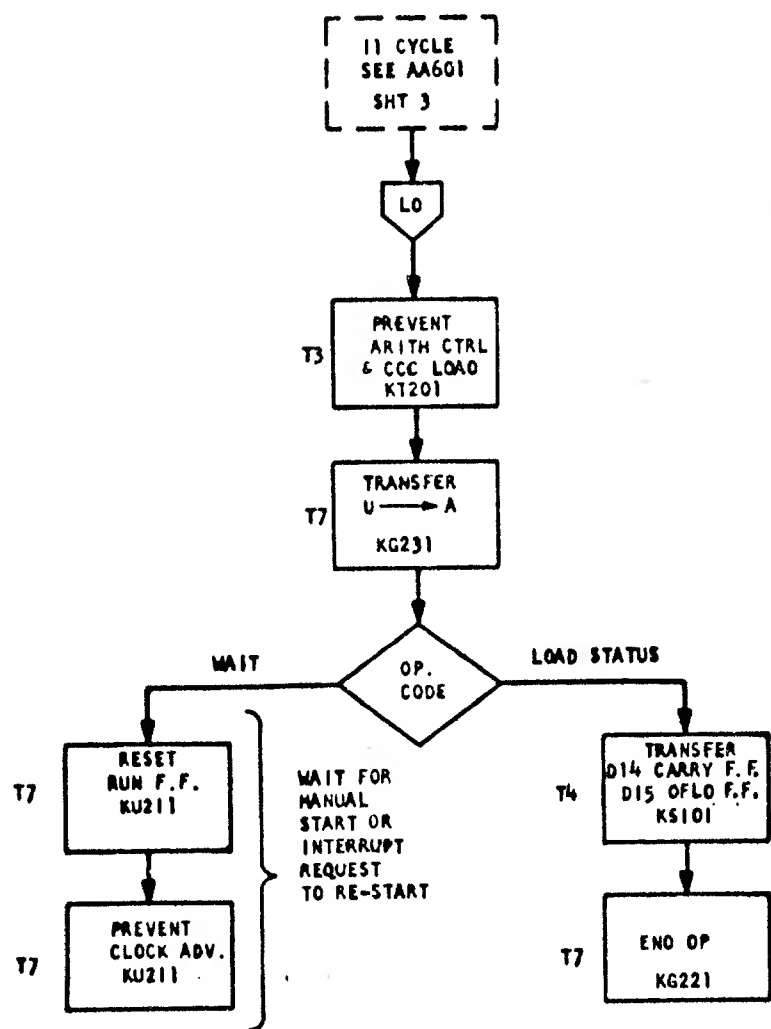 I1 CYCLE
SEE AA601
SHT 3
LO
T3
PREVENT
ARITH CTRL
& CCC LOAD
KT201
T7
TRANSFER
U → A
KG231
WAIT
OP.
CODE
LOAD STATUS
T7
RESET
RUN F.F.
KU211
WAIT FOR
MANUAL
START OR
INTERRUPT
REQUEST
TO RE-START
T4
TRANSFER
D14 CARRY F.F.
D15 OFLO F.F.
KS101
T7
PREVENT
CLOCK ADV.
KU211
T7
END OP
KG221